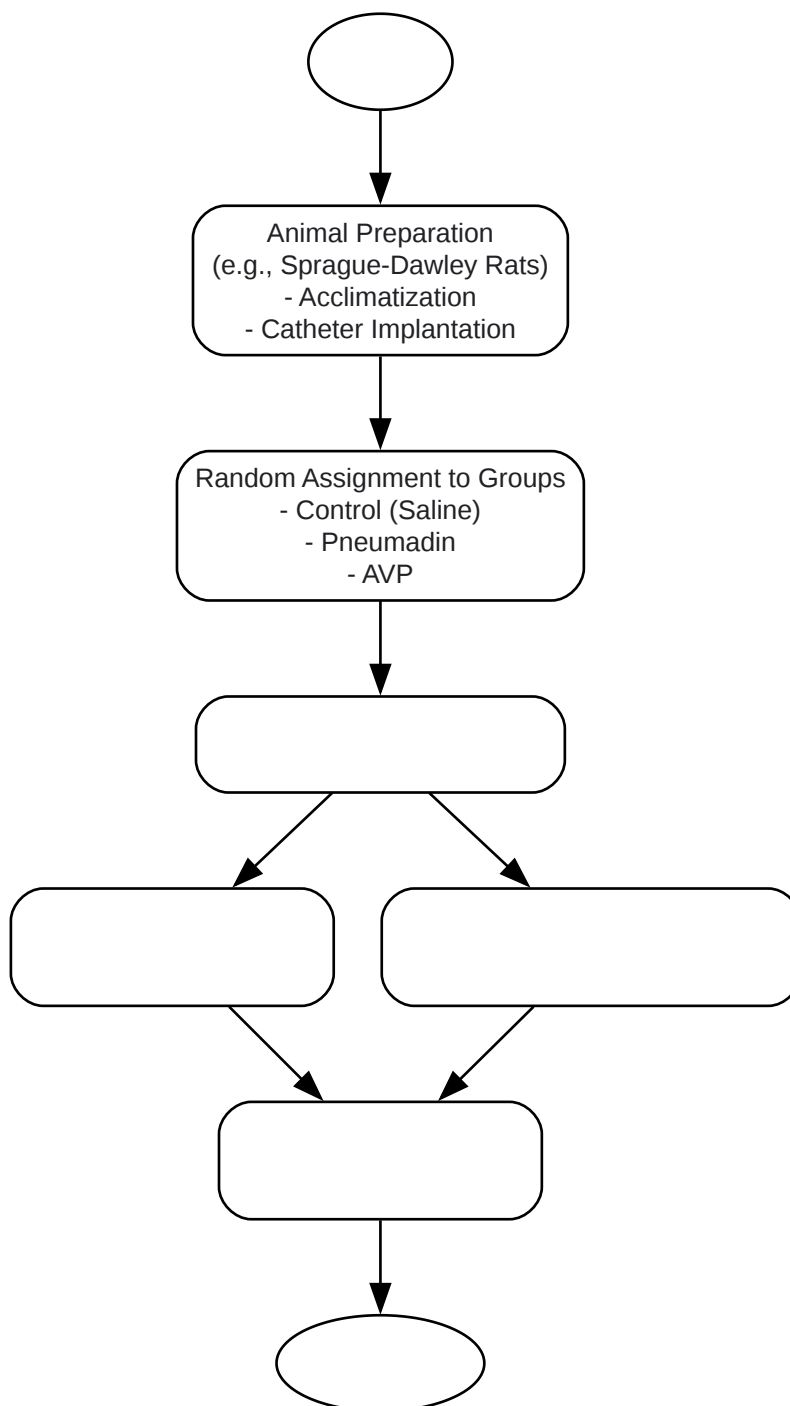 Animal Preparation
(e.g., Sprague-Dawley Rats)
- Acclimatization
- Catheter Implantation
Random Assignment to Groups
- Control (Saline)
- Pneumadin
- AVP